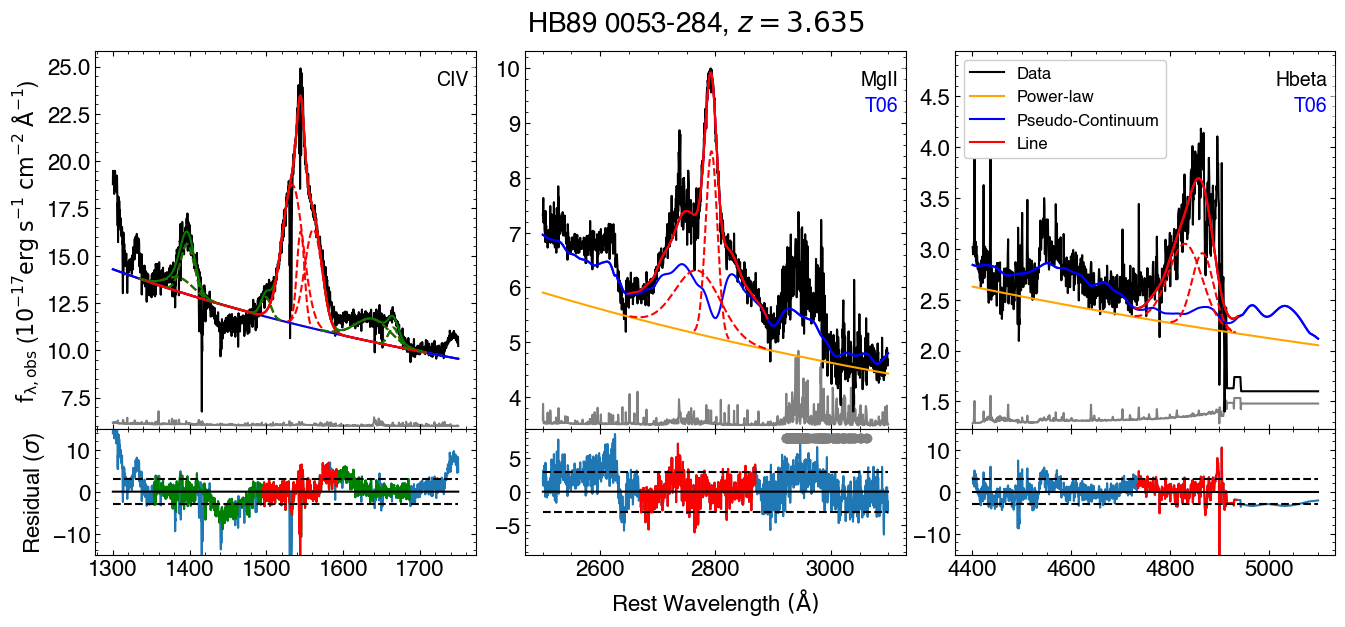 HB89 0053-284, z = 3.635
f_λ, obs (10⁻¹⁷erg s⁻¹ cm⁻² Å⁻¹)
25.0
22.5
20.0
17.5
15.0
12.5
10.0
7.5
CIV
10
9
8
7
6
5
4
MgII
T06
4.5
4.0
3.5
3.0
2.5
2.0
1.5
Data
Power-law
Pseudo-Continuum
Line
Hbeta
T06
Residual (σ)
10
0
−10
1300 1400 1500 1600 1700
5
0
−5
2600 2800 3000
10
0
−10
4400 4600 4800 5000
Rest Wavelength (Å)